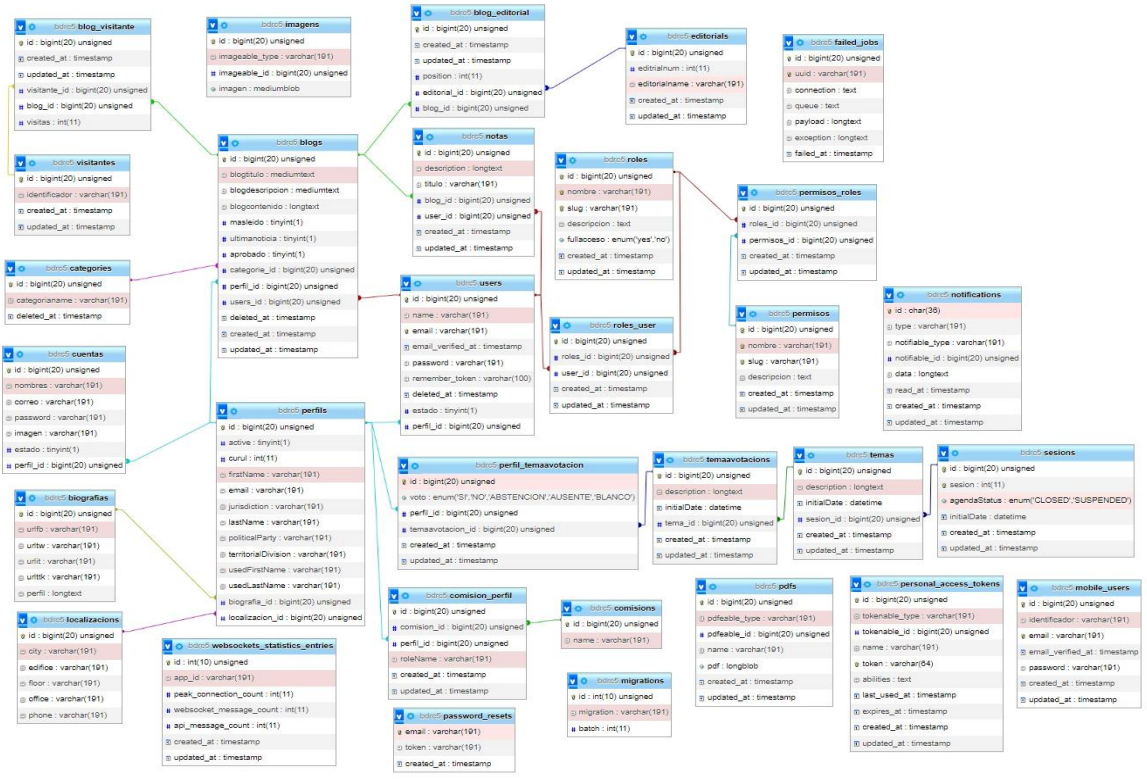 bdrc5 blog_visitante
id : bigint(20) unsigned
created_at : timestamp
updated_at : timestamp
visitante_id : bigint(20) unsigned
blog_id : bigint(20) unsigned
visitas : int(11)
bdrc5 imagens
id : bigint(20) unsigned
imageable_type : varchar(191)
imageable_id : bigint(20) unsigned
imagen : mediumblob
bdrc5 blog_editorial
id : bigint(20) unsigned
created_at : timestamp
updated_at : timestamp
position : int(11)
editorial_id : bigint(20) unsigned
blog_id : bigint(20) unsigned
bdrc5 editorials
id : bigint(20) unsigned
editrialnum : int(11)
editorialname : varchar(191)
created_at : timestamp
updated_at : timestamp
bdrc5 failed_jobs
id : bigint(20) unsigned
uuid : varchar(191)
connection : text
queue : text
payload : longtext
exception : longtext
failed_at : timestamp
bdrc5 visitantes
id : bigint(20) unsigned
identificador : varchar(191)
created_at : timestamp
updated_at : timestamp
bdrc5 blogs
id : bigint(20) unsigned
blogtitulo : mediumtext
blogdescripcion : mediumtext
blogcontenido : longtext
masleido : tinyint(1)
ultimanoticia : tinyint(1)
aprobado : tinyint(1)
categorie_id : bigint(20) unsigned
perfil_id : bigint(20) unsigned
users_id : bigint(20) unsigned
deleted_at : timestamp
created_at : timestamp
updated_at : timestamp
bdrc5 notas
id : bigint(20) unsigned
description : longtext
titulo : varchar(191)
blog_id : bigint(20) unsigned
user_id : bigint(20) unsigned
created_at : timestamp
updated_at : timestamp
bdrc5 roles
id : bigint(20) unsigned
nombre : varchar(191)
slug : varchar(191)
descripcion : text
fullacceso : enum('yes','no')
created_at : timestamp
updated_at : timestamp
bdrc5 permisos_roles
id : bigint(20) unsigned
roles_id : bigint(20) unsigned
permisos_id : bigint(20) unsigned
created_at : timestamp
updated_at : timestamp
bdrc5 categories
id : bigint(20) unsigned
categorianame : varchar(191)
deleted_at : timestamp
bdrc5 users
id : bigint(20) unsigned
name : varchar(191)
email : varchar(191)
email_verified_at : timestamp
password : varchar(191)
remember_token : varchar(100)
deleted_at : timestamp
estado : tinyint(1)
perfil_id : bigint(20) unsigned
bdrc5 roles_user
id : bigint(20) unsigned
roles_id : bigint(20) unsigned
user_id : bigint(20) unsigned
created_at : timestamp
updated_at : timestamp
bdrc5 permisos
id : bigint(20) unsigned
nombre : varchar(191)
slug : varchar(191)
descripcion : text
created_at : timestamp
updated_at : timestamp
bdrc5 notifications
id : char(36)
type : varchar(191)
notifiable_type : varchar(191)
notifiable_id : bigint(20) unsigned
data : longtext
read_at : timestamp
created_at : timestamp
updated_at : timestamp
bdrc5 cuentas
id : bigint(20) unsigned
nombres : varchar(191)
correo : varchar(191)
password : varchar(191)
imagen : varchar(191)
estado : tinyint(1)
perfil_id : bigint(20) unsigned
bdrc5 perfils
id : bigint(20) unsigned
active : tinyint(1)
curul : int(11)
firstName : varchar(191)
email : varchar(191)
jurisdiction : varchar(191)
lastName : varchar(191)
politicalParty : varchar(191)
territorialDivision : varchar(191)
usedFirstName : varchar(191)
usedLastName : varchar(191)
biografia_id : bigint(20) unsigned
localizacion_id : bigint(20) unsigned
bdrc5 perfil_temaavotacion
id : bigint(20) unsigned
voto : enum('SI','NO','ABSTENCION','AUSENTE','BLANCO')
perfil_id : bigint(20) unsigned
temaavotacion_id : bigint(20) unsigned
created_at : timestamp
updated_at : timestamp
bdrc5 temaavotacions
id : bigint(20) unsigned
description : longtext
initialDate : datetime
tema_id : bigint(20) unsigned
created_at : timestamp
updated_at : timestamp
bdrc5 temas
id : bigint(20) unsigned
description : longtext
initialDate : datetime
sesion_id : bigint(20) unsigned
created_at : timestamp
updated_at : timestamp
bdrc5 sesions
id : bigint(20) unsigned
sesion : int(11)
agendaStatus : enum('CLOSED','SUSPENDED')
initialDate : datetime
created_at : timestamp
updated_at : timestamp
bdrc5 biografias
id : bigint(20) unsigned
urlfb : varchar(191)
urltw : varchar(191)
urlit : varchar(191)
urlttk : varchar(191)
perfil : longtext
bdrc5 localizacions
id : bigint(20) unsigned
city : varchar(191)
edifice : varchar(191)
floor : varchar(191)
office : varchar(191)
phone : varchar(191)
bdrc5 websockets_statistics_entries
id : int(10) unsigned
app_id : varchar(191)
peak_connection_count : int(11)
websocket_message_count : int(11)
api_message_count : int(11)
created_at : timestamp
updated_at : timestamp
bdrc5 comision_perfil
id : bigint(20) unsigned
comision_id : bigint(20) unsigned
perfil_id : bigint(20) unsigned
roleName : varchar(191)
created_at : timestamp
updated_at : timestamp
bdrc5 comisions
id : bigint(20) unsigned
name : varchar(191)
bdrc5 migrations
id : int(10) unsigned
migration : varchar(191)
batch : int(11)
bdrc5 password_resets
email : varchar(191)
token : varchar(191)
created_at : timestamp
bdrc5 pdfs
id : bigint(20) unsigned
pdfeable_type : varchar(191)
pdfeable_id : bigint(20) unsigned
name : varchar(191)
pdf : longblob
created_at : timestamp
updated_at : timestamp
bdrc5 personal_access_tokens
id : bigint(20) unsigned
tokenable_type : varchar(191)
tokenable_id : bigint(20) unsigned
name : varchar(191)
token : varchar(64)
abilities : text
last_used_at : timestamp
expires_at : timestamp
created_at : timestamp
updated_at : timestamp
bdrc5 mobile_users
id : bigint(20) unsigned
identificador : varchar(191)
email : varchar(191)
email_verified_at : timestamp
password : varchar(191)
created_at : timestamp
updated_at : timestamp